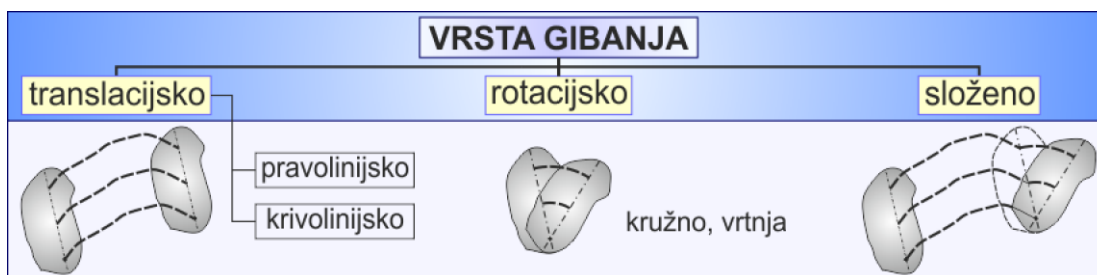 VRSTA GIBANJA
translacijsko
rotacijsko
složeno
pravolinijsko
krivolinijsko
kružno, vrtnja